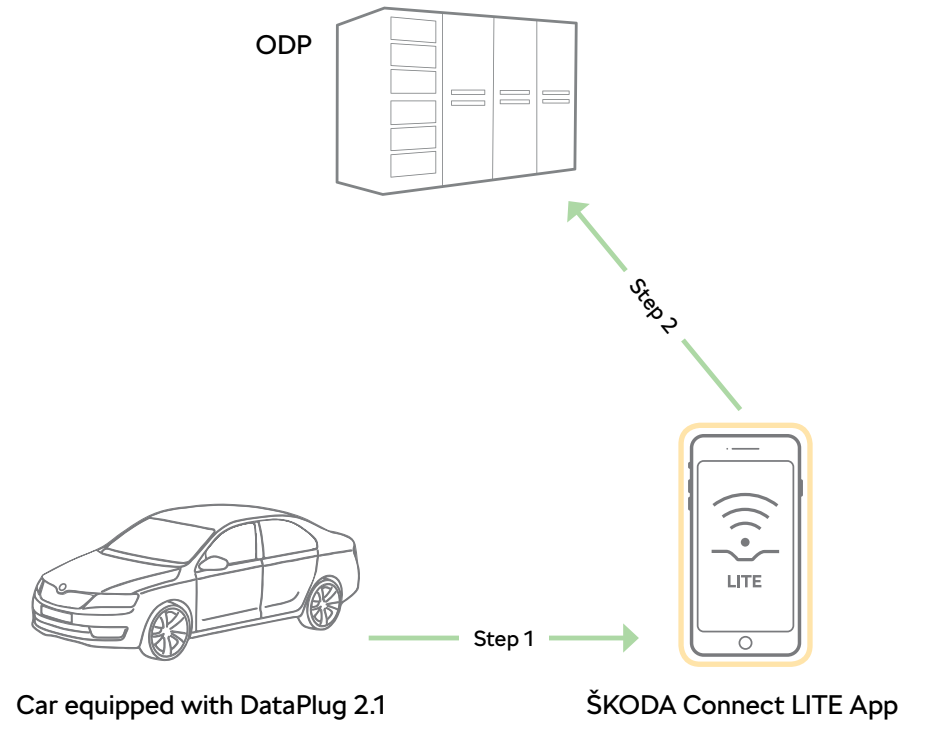 ODP
Step 2
LITE
Step 1
Car equipped with DataPlug 2.1
ŠKODA Connect LITE App